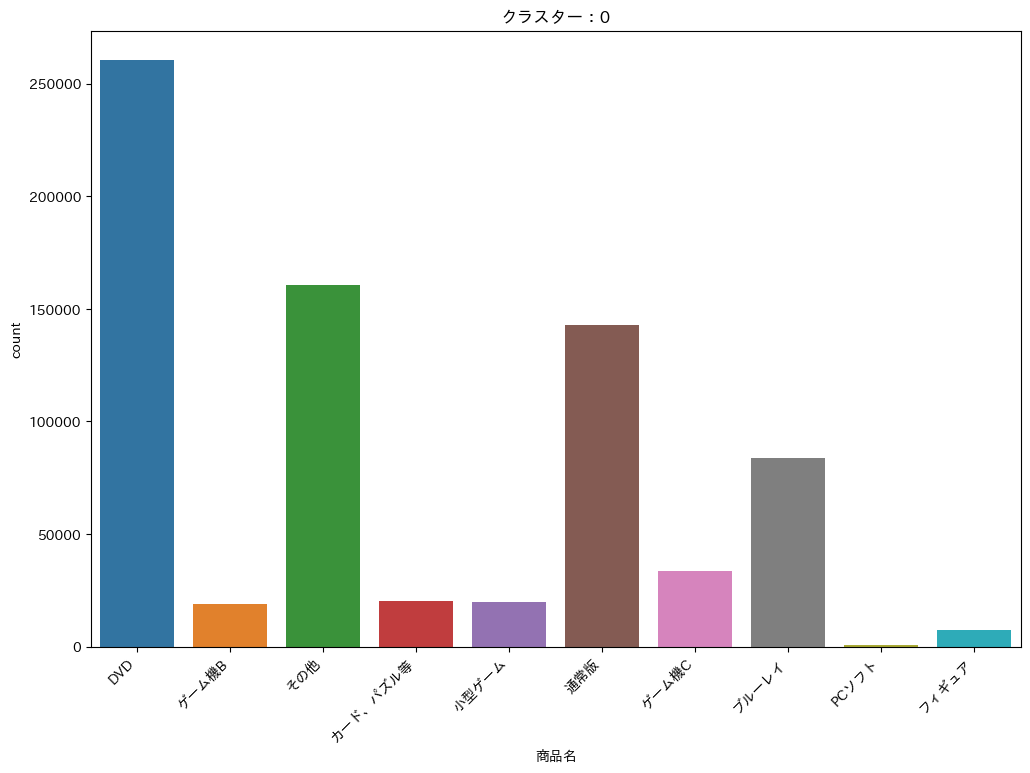 クラスター：0
250000
200000
150000
100000
50000
0
count
DVD
ゲーム機B
その他
カード、パズル等
小型ゲーム
通常版
ゲーム機C
ブルーレイ
PCソフト
フィギュア
商品名